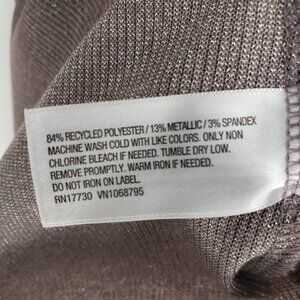 84% RECYCLED POLYESTER / 13% METALLIC / 3% SPANDEX
MACHINE WASH COLD WITH LIKE COLORS. ONLY NON
CHLORINE BLEACH IF NEEDED. TUMBLE DRY LOW.
REMOVE PROMPTLY. WARM IRON IF NEEDED.
DO NOT IRON ON LABEL.
RN17730 VN1068795